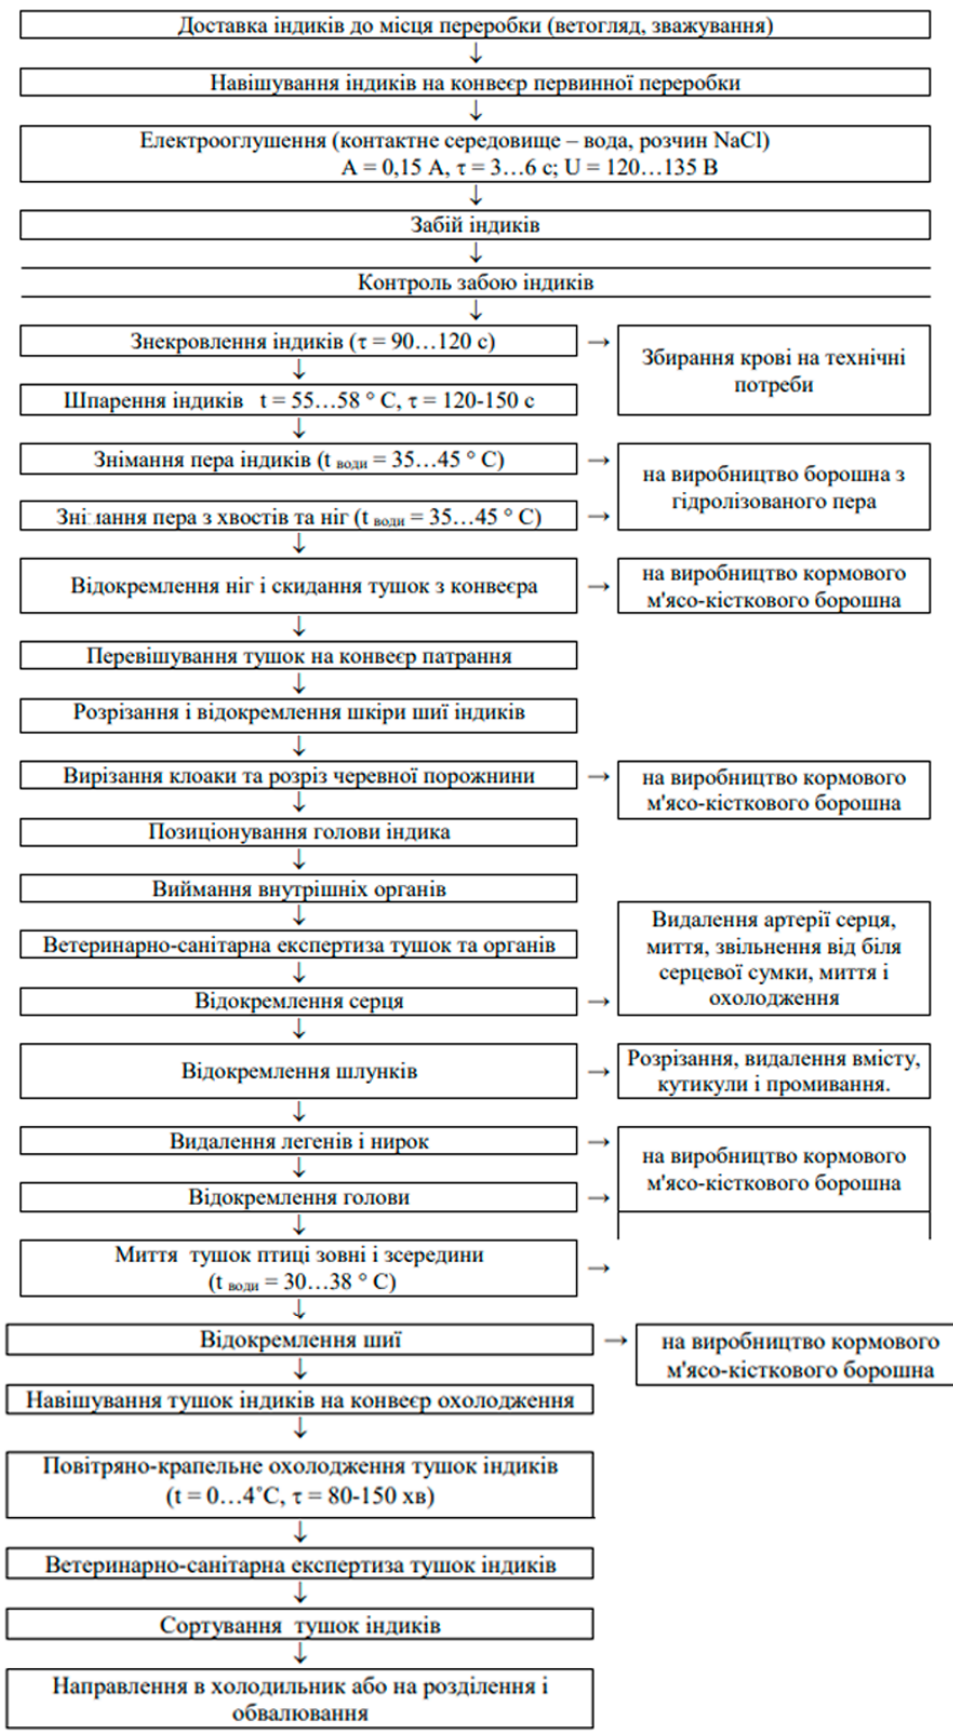 Доставка індиків до місця переробки (ветогляд, зважування)
↓
Навішування індиків на конвеєр первинної переробки
↓
Електрооглушення (контактне середовище – вода, розчин NaCl)
А = 0,15 А, τ = 3…6 с; U = 120…135 В
↓
Забій індиків
↓
Контроль забою індиків
↓
Знекровлення індиків (τ = 90…120 с)
→
Збирання крові на технічні
потреби
↓
Шпарення індиків t = 55…58 ° С, τ = 120-150 с
↓
Знімання пера індиків (t води = 35…45 ° С)
→
на виробництво борошна з
гідролізованого пера
Знімання пера з хвостів та ніг (t води = 35…45 ° С)
→
↓
Відокремлення ніг і скидання тушок з конвеєра
→
на виробництво кормового
м'ясо-кісткового борошна
↓
Перевішування тушок на конвеєр патрання
↓
Розрізання і відокремлення шкіри шиї індиків
↓
Вирізання клоаки та розріз черевної порожнини
→
на виробництво кормового
м'ясо-кісткового борошна
↓
Позиціонування голови індика
↓
Виймання внутрішніх органів
↓
Ветеринарно-санітарна експертиза тушок та органів
↓
Відокремлення серця
→
Видалення артерії серця,
миття, звільнення від біля
серцевої сумки, миття і
охолодження
↓
Відокремлення шлунків
→
Розрізання, видалення вмісту,
кутикули і промивання.
↓
Видалення легенів і нирок
→
на виробництво кормового
м'ясо-кісткового борошна
↓
Відокремлення голови
→
↓
Миття тушок птиці зовні і зсередини
(t води = 30…38 ° С)
→
↓
Відокремлення шиї
→
на виробництво кормового
м'ясо-кісткового борошна
↓
Навішування тушок індиків на конвеєр охолодження
↓
Повітряно-крапельне охолодження тушок індиків
(t = 0…4˚С, τ = 80-150 хв)
↓
Ветеринарно-санітарна експертиза тушок індиків
↓
Сортування тушок індиків
↓
Направлення в холодильник або на розділення і
обвалювання